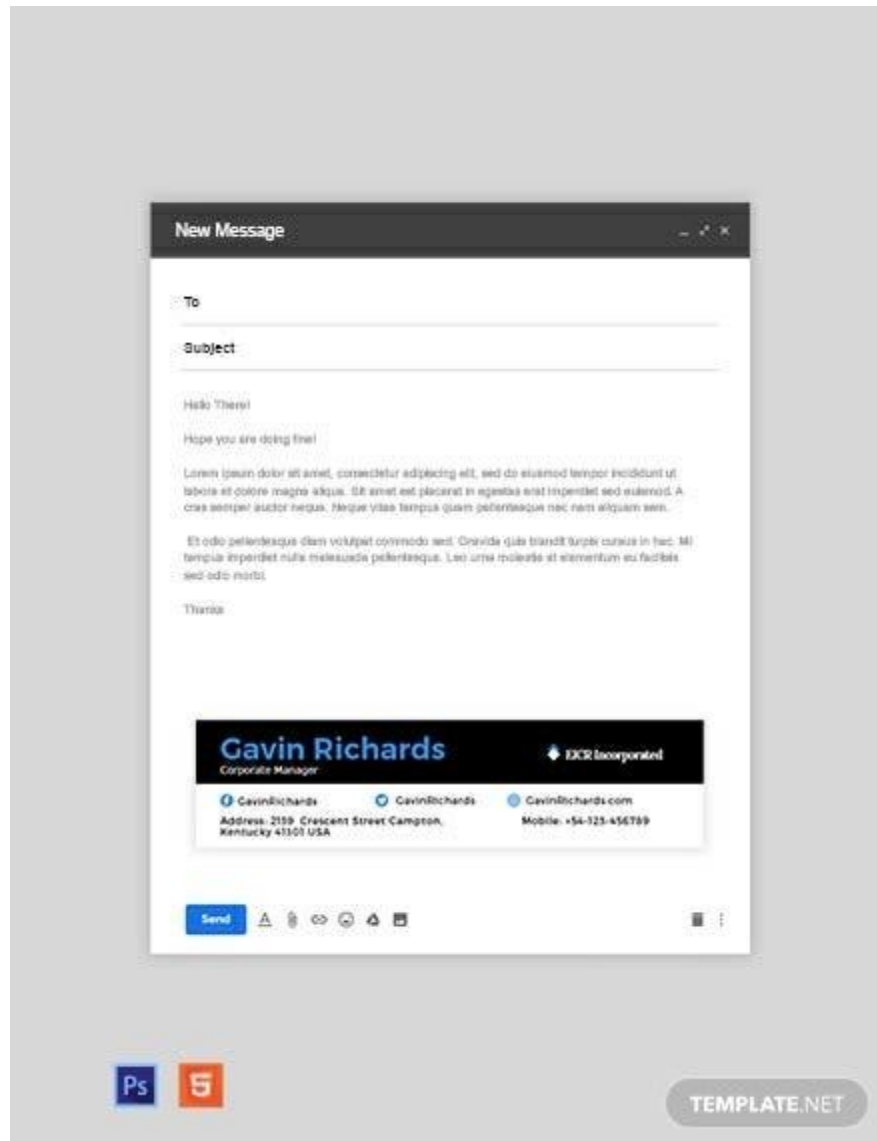 New Message
To
Subject
Hello There!
Hope you are doing fine!
Lorem ipsum dolor sit amet, consectetur adipiscing elit, sed do eiusmod tempor incididunt ut
labore et dolore magna aliqua. Sit amet est placerat in egestas erat imperdiet sed euismod. A
cras semper auctor neque. Neque vitae tempus quam pellentesque nec nam aliquam sem.
Et odio pellentesque diam volutpat commodo sed. Gravida quis blandit turpis cursus in hac. Mi
tempus imperdiet nulla malesuada pellentesque. Leo urna molestie at elementum eu facilisis
sed odio morbi.
Thanks
Gavin Richards
Corporate Manager
Incorporated
GavinRichards GavinRichards GavinRichards.com
Address: 2159 Crescent Street Campton, Mobile: +54-123-456789
Kentucky 41301 USA
Send
Ps
TEMPLATE.NET